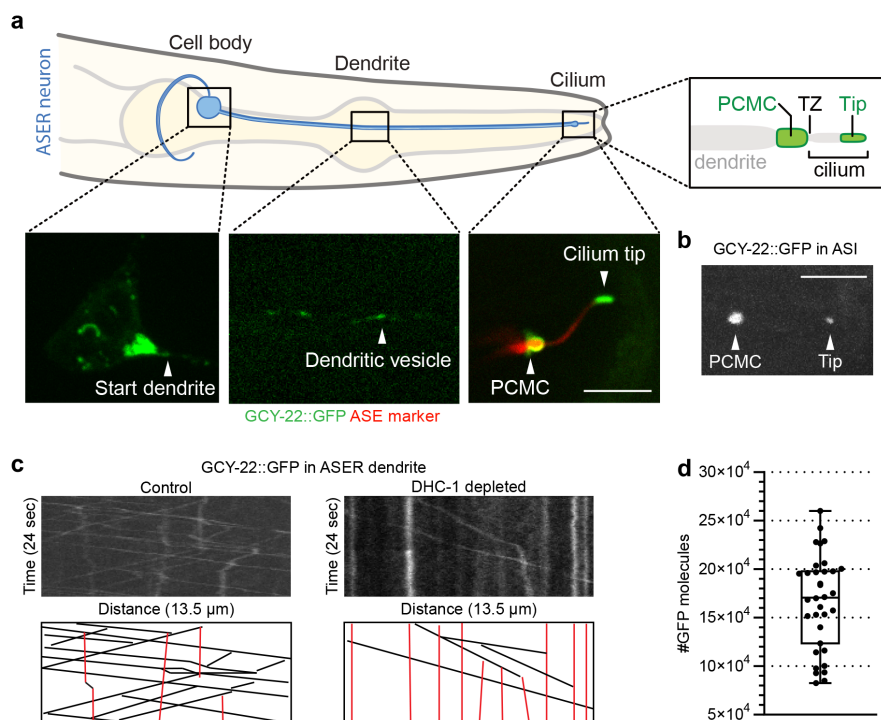 a
ASER neuron
Cell body
Dendrite
Cilium
PCMC
TZ
Tip
dendrite
cilium
Start dendrite
Dendritic vesicle
Cilium tip
PCMC
GCY-22::GFP ASE marker
b
GCY-22::GFP in ASI
PCMC
Tip
c
GCY-22::GFP in ASER dendrite
Control
DHC-1 depleted
Time (24 sec)
Time (24 sec)
Distance (13.5 µm)
Distance (13.5 µm)
d
#GFP molecules
30×10⁴
25×10⁴
20×10⁴
15×10⁴
10×10⁴
5×10⁴